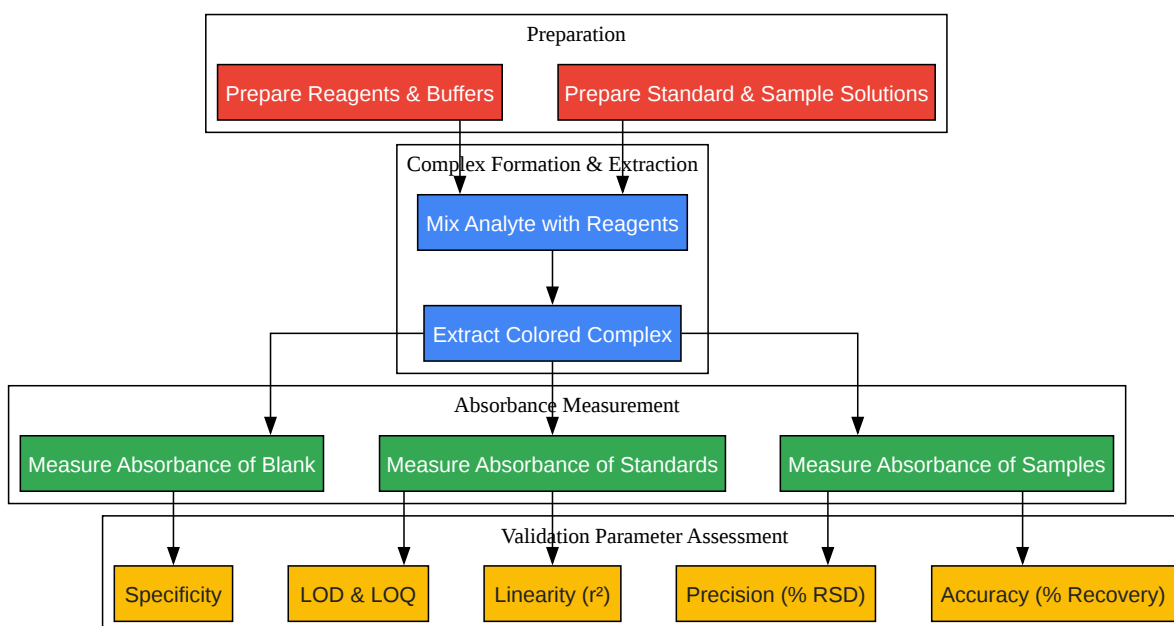 Preparation
Prepare Reagents & Buffers
Prepare Standard & Sample Solutions
Complex Formation & Extraction
Mix Analyte with Reagents
Extract Colored Complex
Absorbance Measurement
Measure Absorbance of Blank
Measure Absorbance of Standards
Measure Absorbance of Samples
Validation Parameter Assessment
Specificity
LOD & LOQ
Linearity (r²)
Precision (% RSD)
Accuracy (% Recovery)